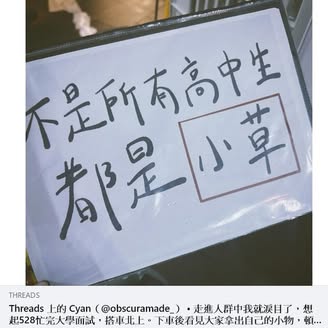 不是所有高中生
都是小草
THREADS
Threads 上的 Cyan（@obscuramade_）• 走進人群中我就淚目了，想
起528忙完大學面試，搭車北上。下車後看見大家拿出自己的小物，頓...